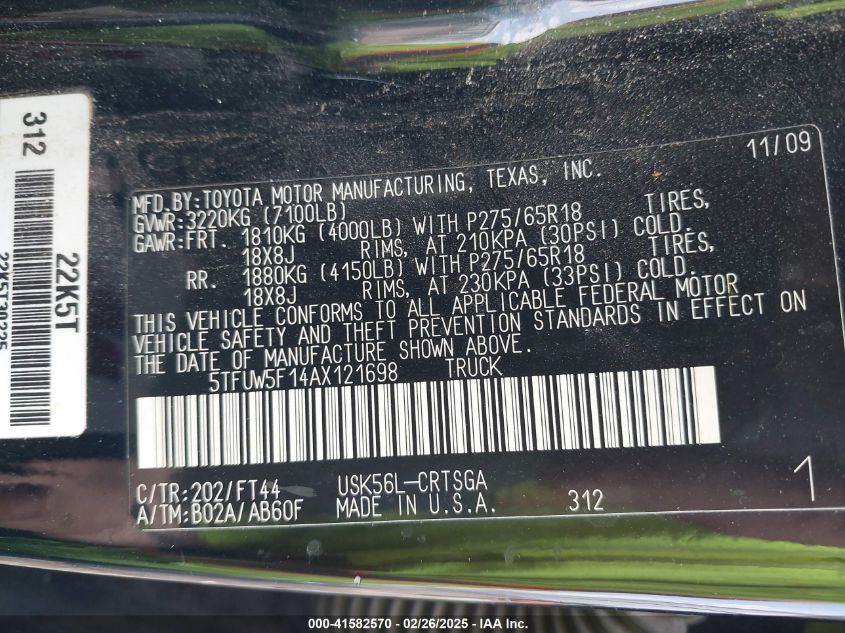 312
22K5T
11/09
MFD.BY:TOYOTA MOTOR MANUFACTURING, TEXAS, INC.
GVWR:3220KG (7100LB)
GAWR:FRT. 1810KG (4000LB) WITH P275/65R18 TIRES,
18X8J RIMS, AT 210KPA (30PSI) COLD.
RR. 1880KG (4150LB) WITH P275/65R18 TIRES,
18X8J RIMS, AT 230KPA (33PSI) COLD.
THIS VEHICLE CONFORMS TO ALL APPLICABLE FEDERAL MOTOR
VEHICLE SAFETY AND THEFT PREVENTION STANDARDS IN EFFECT ON
THE DATE OF MANUFACTURE SHOWN ABOVE.
5TFUW5F14AX121698 TRUCK
C/TR:202/FT44 USK56L-CRTSGA
A/TM:B02A/AB60F MADE IN U.S.A. 312 1
000-41582570 - 02/26/2025 - IAA Inc.